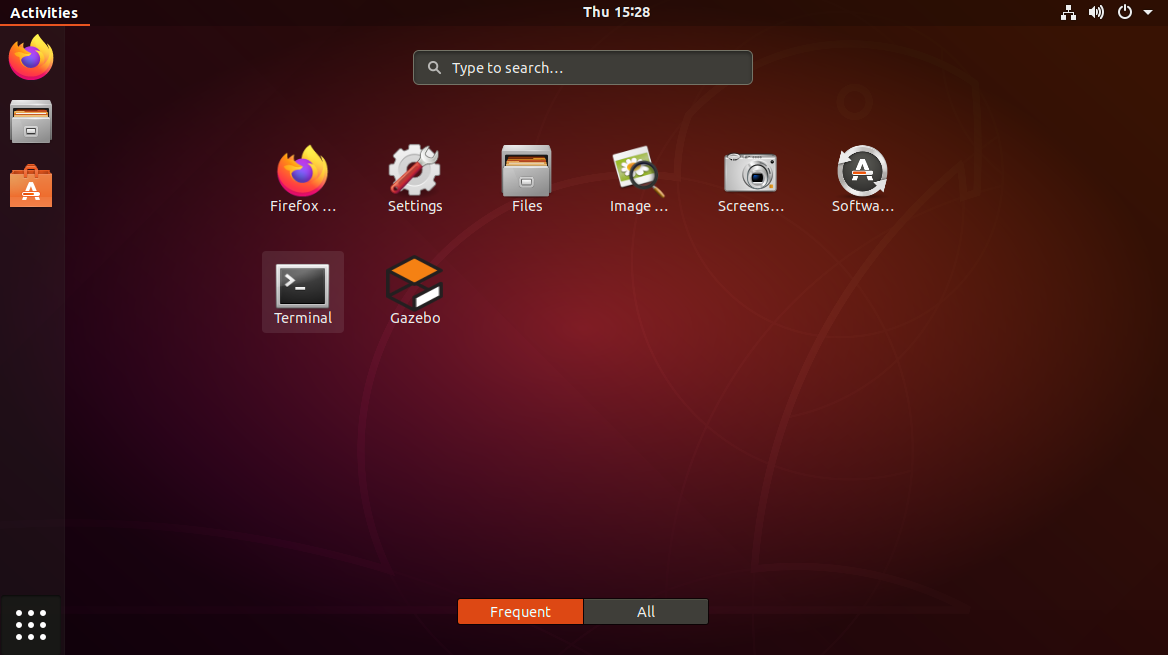 Activities
Thu 15:28
Type to search...
Firefox ...
Settings
Files
Image ...
Screens...
Softwa...
Terminal
Gazebo
Frequent
All